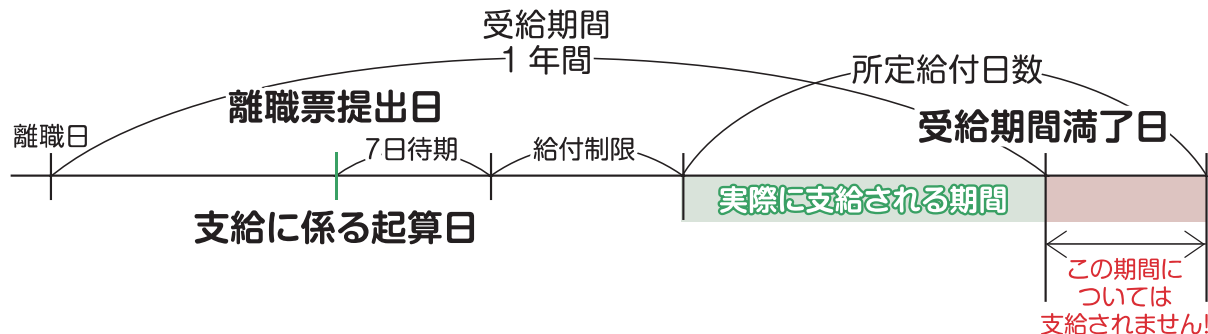 受給期間
1年間
所定給付日数
離職票提出日
受給期間満了日
離職日
7日待期
給付制限
実際に支給される期間
支給に係る起算日
この期間に
ついては
支給されません!